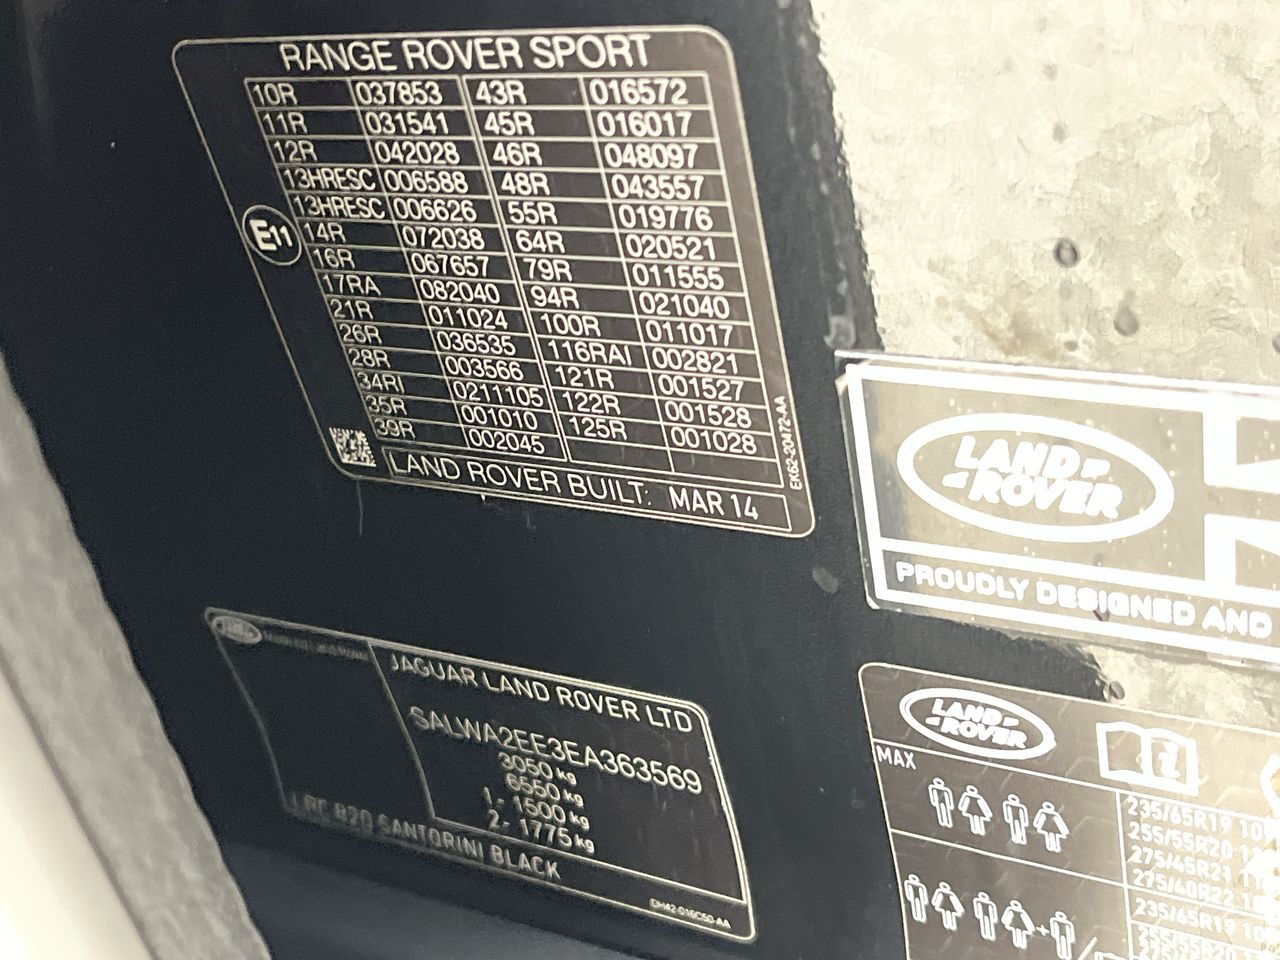 RANGE ROVER SPORT
10R 037853 43R 016572
11R 031541 45R 016017
12R 042028 46R 048097
13HRESC 006588 48R 043557
13HRESC 006626 55R 019776
14R 072038 64R 020521
16R 067657 79R 011555
17RA 082040 94R 021040
21R 011024 100R 011017
26R 036535 116RAI 002821
28R 003566 121R 001527
34RI 0211105 122R 001528
35R 001010 125R 001028
39R 002045
E11
LAND ROVER BUILT: MAR 14
EK62-20472-AA
LAND
ROVER
PROUDLY DESIGNED AND
JAGUAR LAND ROVER LTD
SALWA2EE3EA363569
3050 kg
6550 kg
1 - 1500 kg
2 - 1775 kg
LRC 820 SANTORINI BLACK
DH42-018C50-AA
LAND
ROVER
MAX
235/65R19
255/55R20
275/45R21
275/40R22
235/65R19
255/55R20